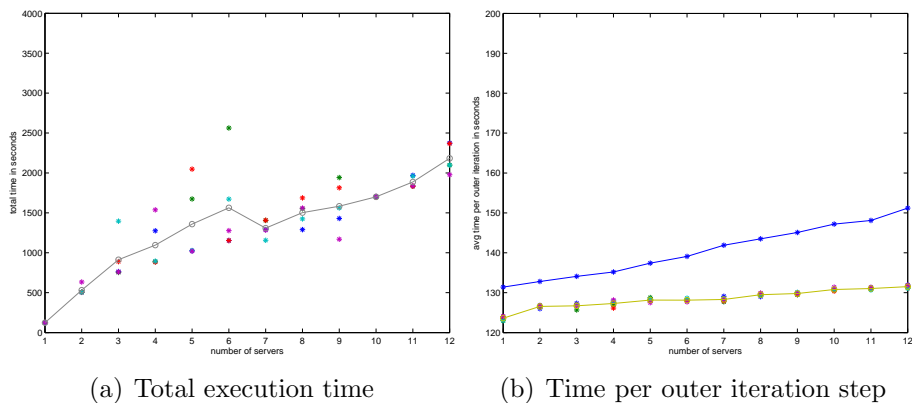 4000
3500
3000
2500
2000
1500
1000
500
0
total time in seconds
1 2 3 4 5 6 7 8 9 10 11 12
number of servers
(a) Total execution time
200
190
180
170
160
150
140
130
120
avg time per outer iteration in seconds
1 2 3 4 5 6 7 8 9 10 11 12
number of servers
(b) Time per outer iteration step